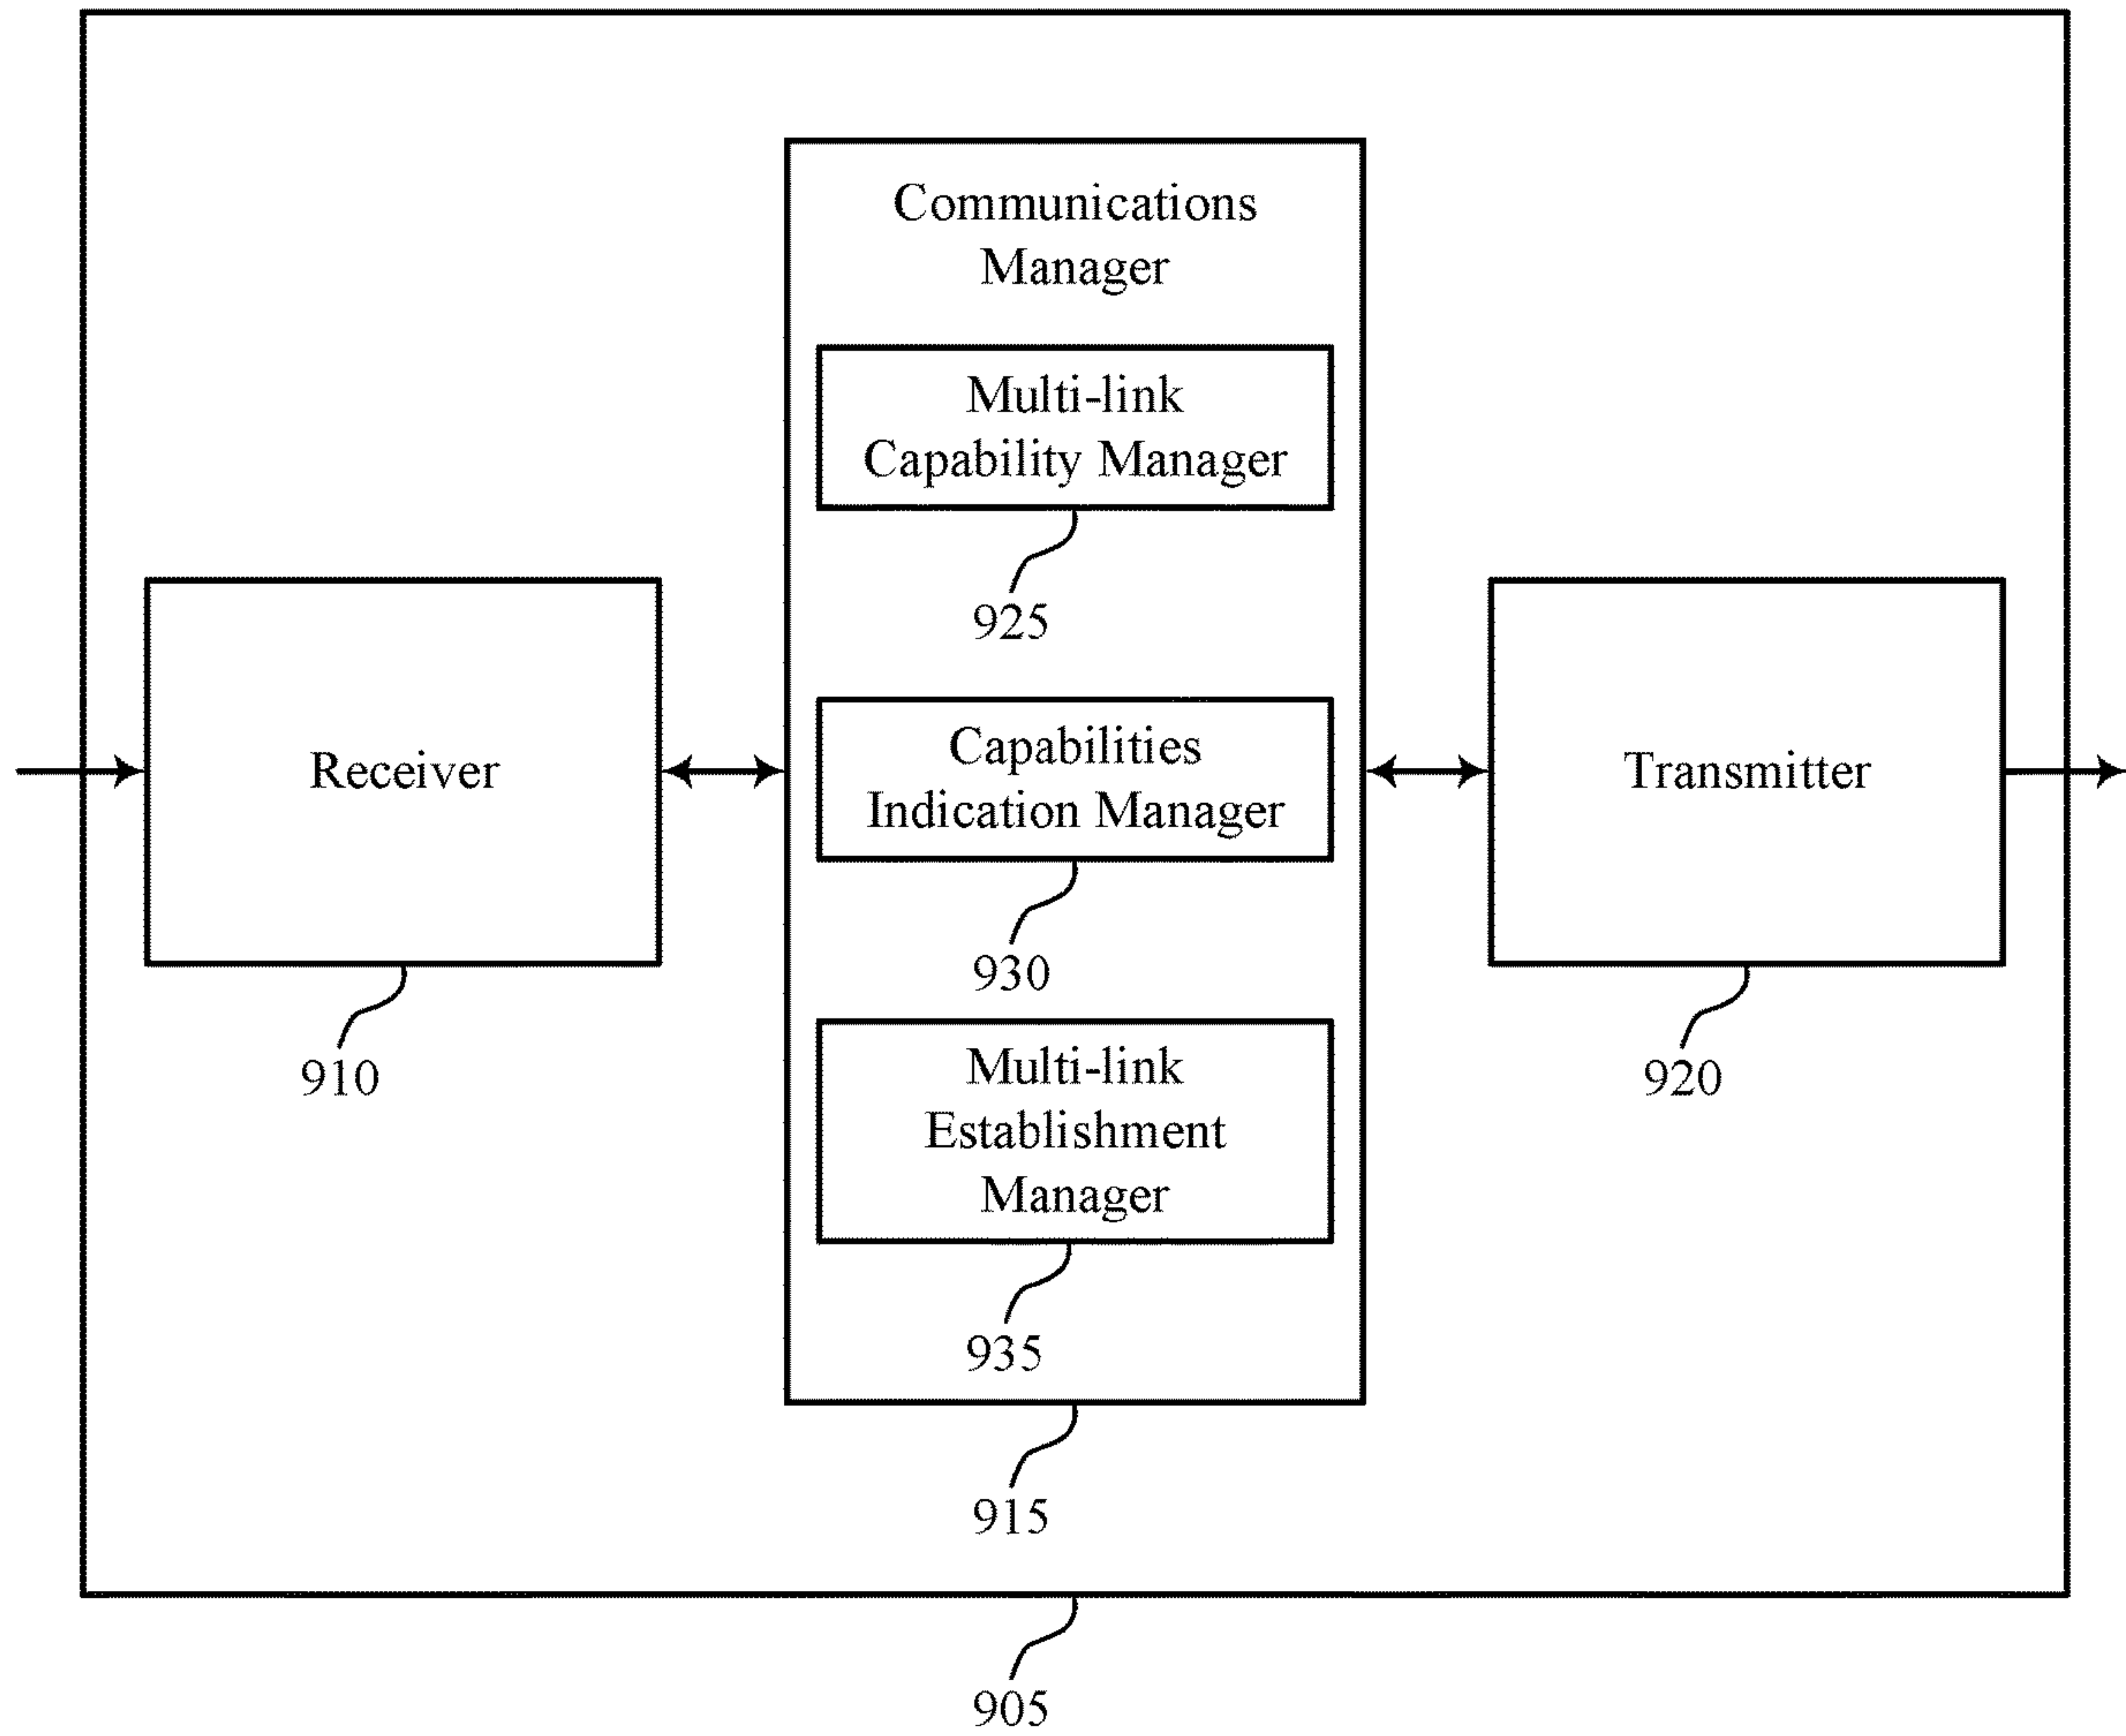 Communications
Manager
Multi-link
Capability Manager
925
Receiver
910
Capabilities
Indication Manager
930
Transmitter
920
Multi-link
Establishment
Manager
935
915
905